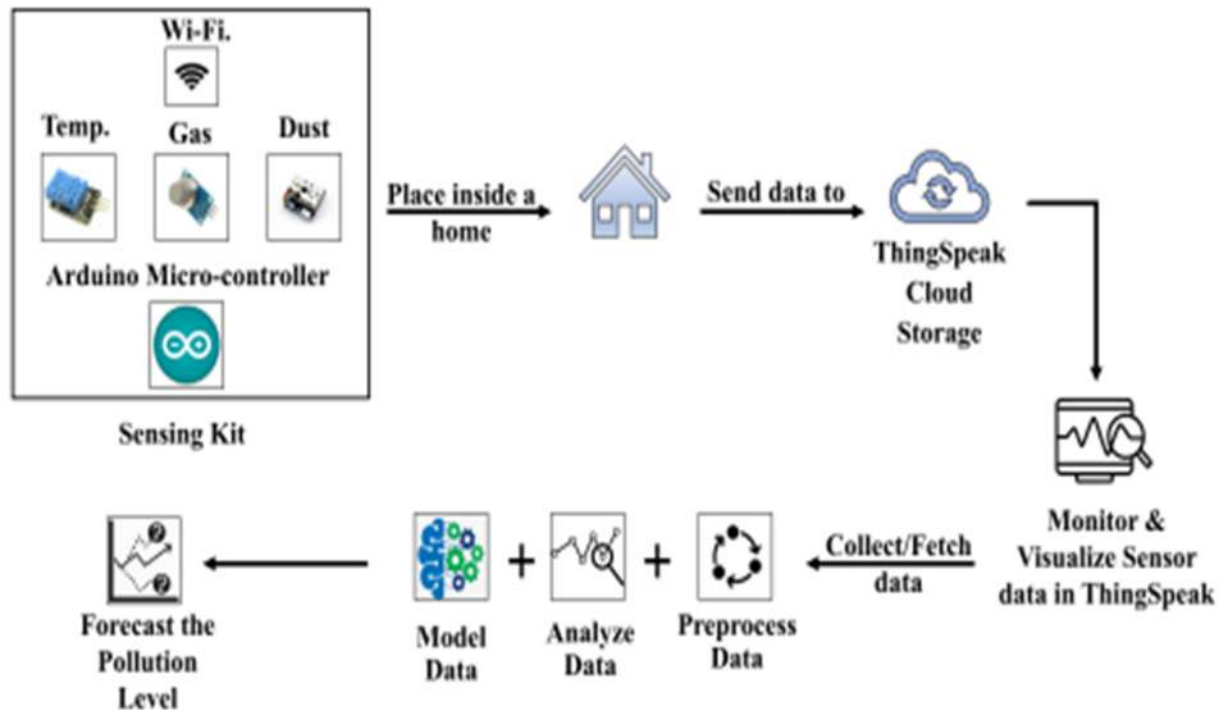 Wi-Fi.
Temp.
Gas
Dust
Arduino Micro-controller
Sensing Kit
Place inside a
home
Send data to
ThingSpeak
Cloud
Storage
Monitor &
Visualize Sensor
data in ThingSpeak
Collect/Fetch
data
Preprocess
Data
+
Analyze
Data
+
Model
Data
Forecast the
Pollution
Level